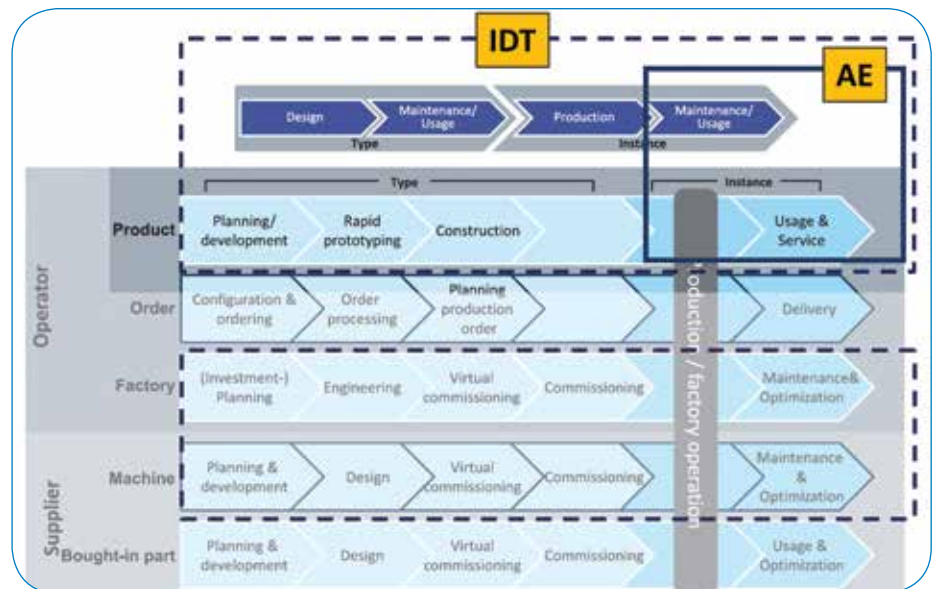 IDT
AE
Design
Maintenance/
Usage
Production
Maintenance/
Usage
Type
Instance
Type
Instance
Operator
Product
Planning/
development
Rapid
prototyping
Construction
Usage &
Service
Order
Configuration &
ordering
Order
processing
Planning
production
order
Delivery
Factory
(Investment-)
Planning
Engineering
Virtual
commissioning
Commissioning
Maintenance&
Optimization
oduction / factory operation
Supplier
Machine
Planning &
development
Design
Virtual
commissioning
Commissioning
Maintenance
&
Optimization
Bought-in part
Planning &
development
Design
Virtual
commissioning
Commissioning
Usage &
Optimization